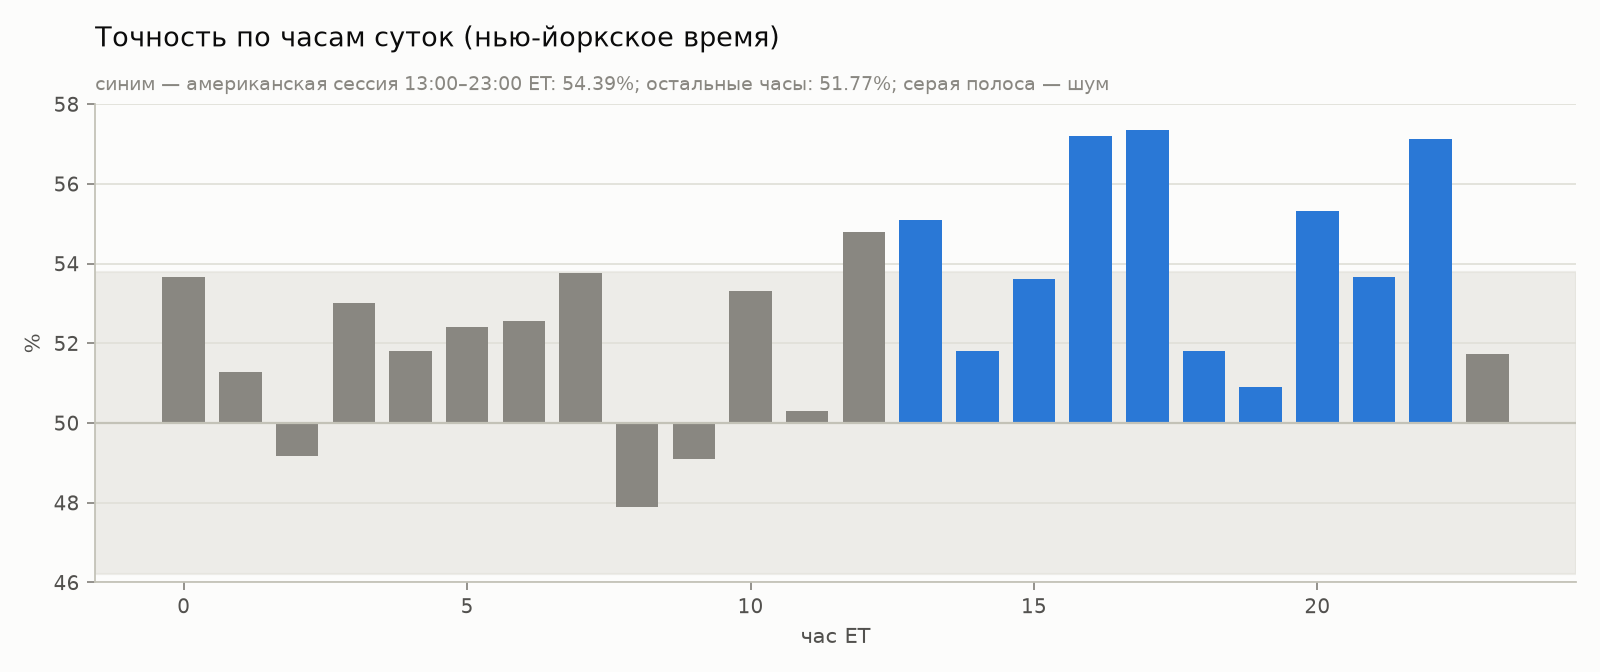 Точность по часам суток (нью-йоркское время)
синим — американская сессия 13:00–23:00 ET: 54.39%; остальные часы: 51.77%; серая полоса — шум
58
56
54
52
50
48
46
%
0 5 10 15 20
час ET